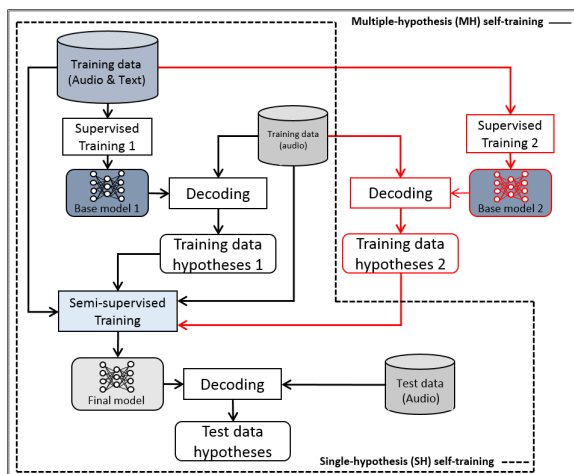 Multiple-hypothesis (MH) self-training
Training data
(Audio & Text)
Training data
(audio)
Supervised
Training 1
Supervised
Training 2
Base model 1
Decoding
Decoding
Base model 2
Training data
hypotheses 1
Training data
hypotheses 2
Semi-supervised
Training
Final model
Decoding
Test data
(Audio)
Test data
hypotheses
Single-hypothesis (SH) self-training